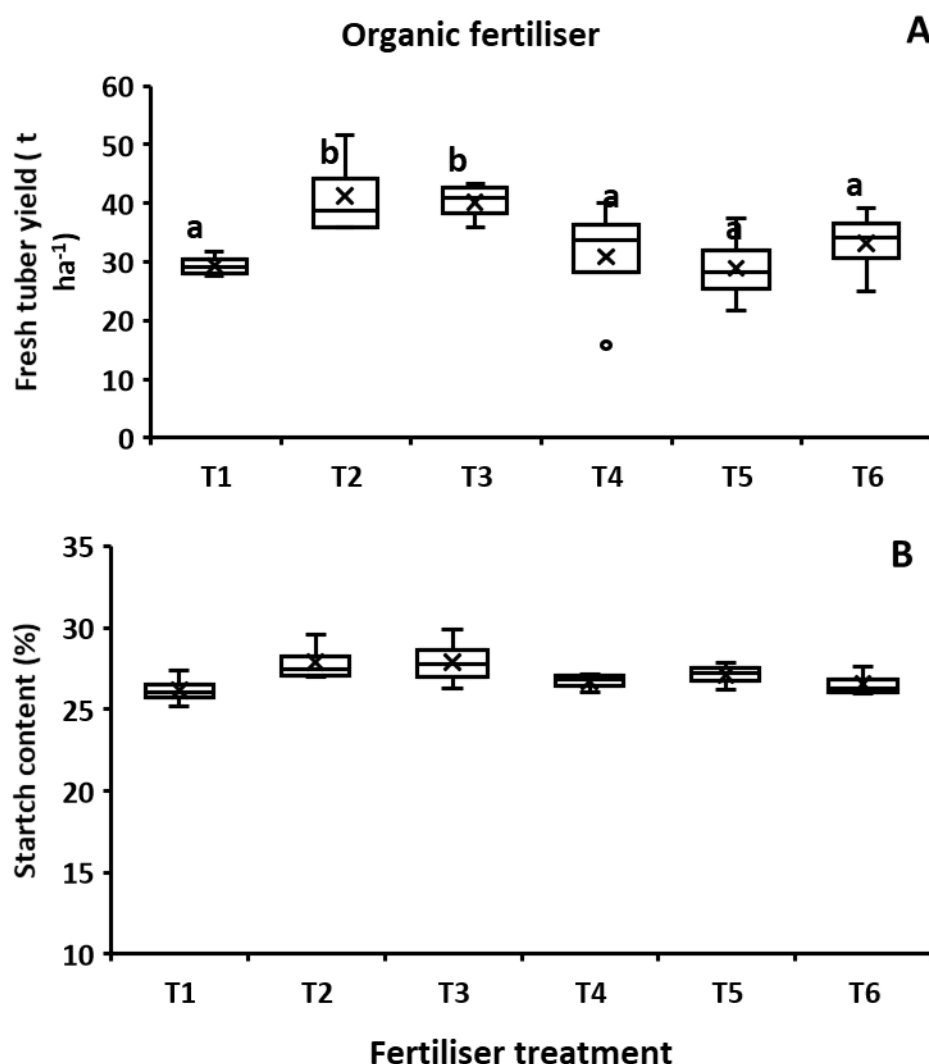 Organic fertiliser
A
Fresh tuber yield ( t
ha⁻¹)
60
50
40
30
20
10
0
a
b
b
a
a
a
T1 T2 T3 T4 T5 T6
B
Startch content (%)
35
30
25
20
15
10
T1 T2 T3 T4 T5 T6
Fertiliser treatment